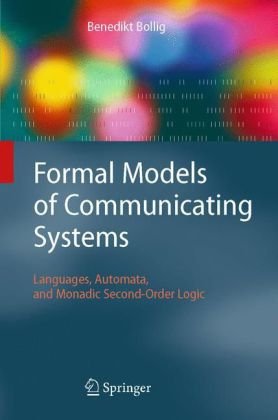 Benedikt Bollig
Formal Models
of Communicating
Systems
Languages, Automata,
and Monadic Second-Order Logic
Springer